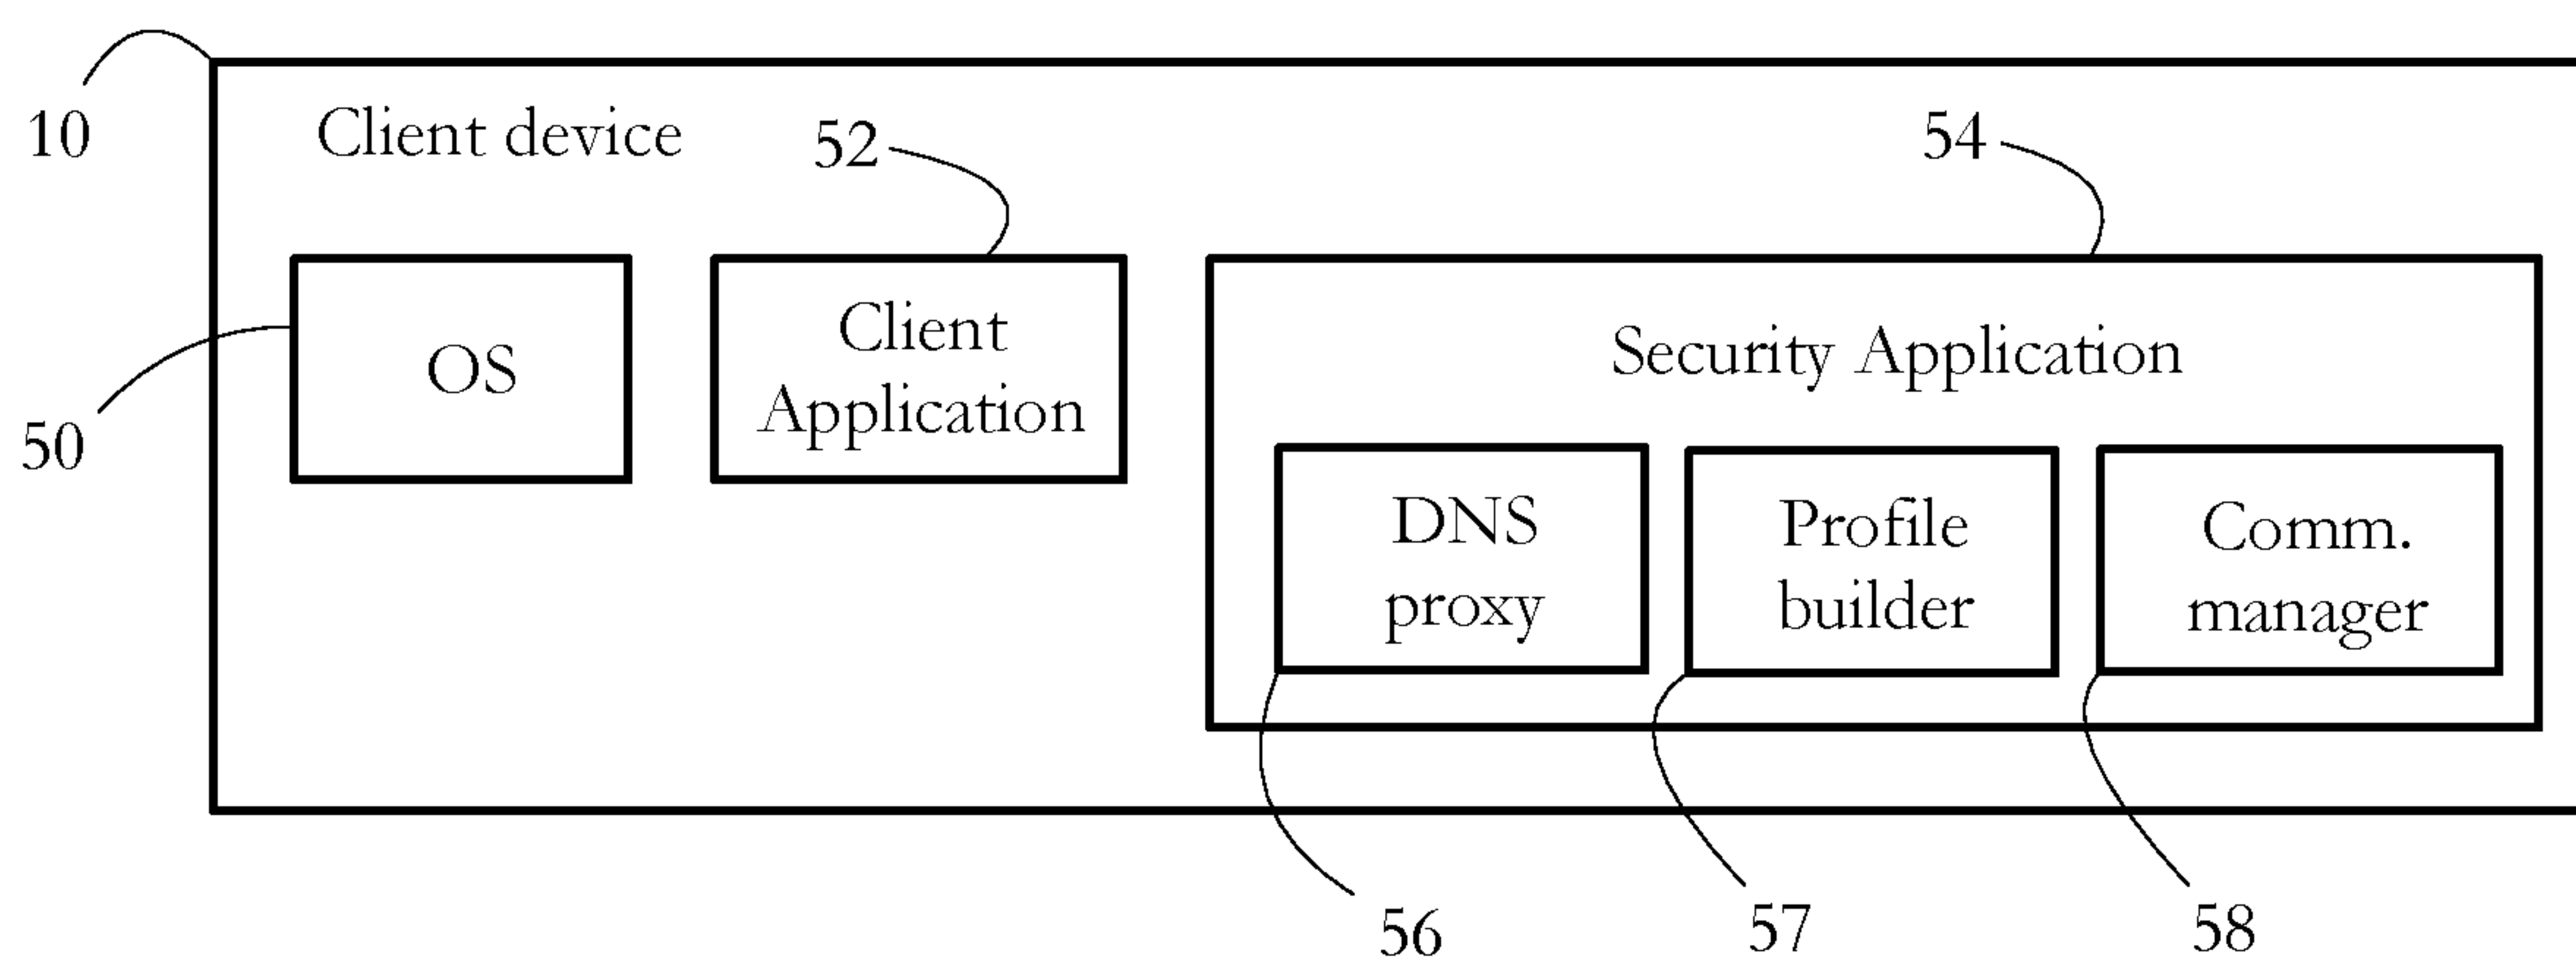 10
Client device
52
54
50
OS
Client
Application
Security Application
DNS
proxy
Profile
builder
Comm.
manager
56
57
58